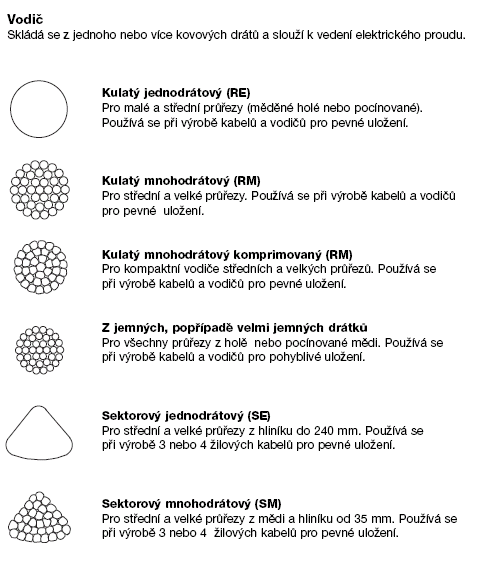 Vodič
Skládá se z jednoho nebo více kovových drátů a slouží k vedení elektrického proudu.
Kulatý jednodrátový (RE)
Pro malé a střední průřezy (měděné holé nebo pocínované).
Používá se při výrobě kabelů a vodičů pro pevné uložení.
Kulatý mnohodrátový (RM)
Pro střední a velké průřezy. Používá se při výrobě kabelů a vodičů
pro pevné uložení.
Kulatý mnohodrátový komprimovaný (RM)
Pro kompaktní vodiče středních a velkých průřezů. Používá se
při výrobě kabelů a vodičů pro pevné uložení.
Z jemných, popřípadě velmi jemných drátků
Pro všechny průřezy z holě nebo pocínované mědi. Používá se
při výrobě kabelů a vodičů pro pohyblivé uložení.
Sektorový jednodrátový (SE)
Pro střední a velké průřezy z hliníku do 240 mm. Používá se
při výrobě 3 nebo 4 žilových kabelů pro pevné uložení.
Sektorový mnohodrátový (SM)
Pro střední a velké průřezy z mědi a hliníku od 35 mm. Používá se
při výrobě 3 nebo 4 žilových kabelů pro pevné uložení.